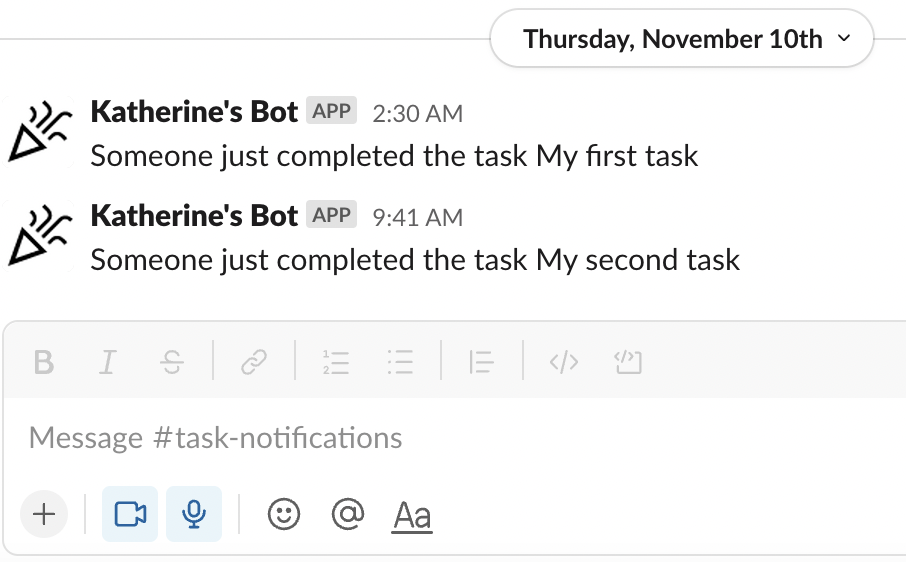 Thursday, November 10th
Katherine's Bot APP 2:30 AM
Someone just completed the task My first task
Katherine's Bot APP 9:41 AM
Someone just completed the task My second task
B I S
Message #task-notifications
Aa